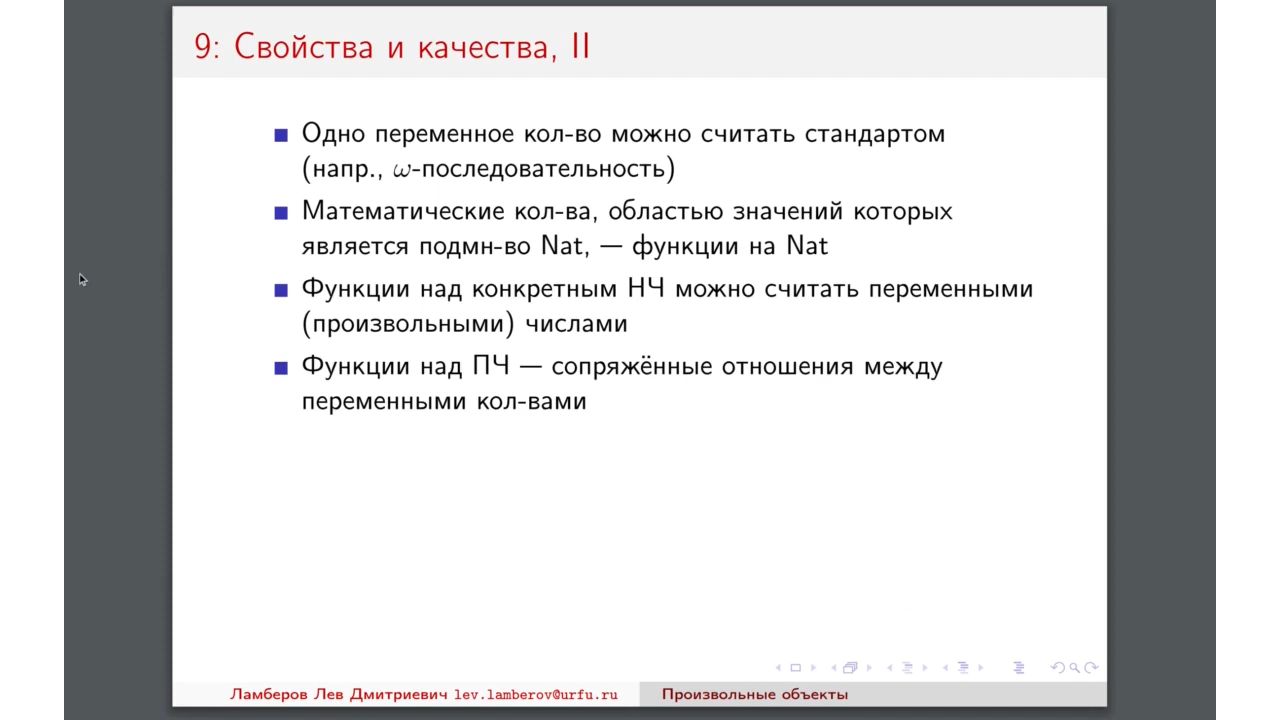 9: Свойства и качества, II
Одно переменное кол-во можно считать стандартом
(напр., ω-последовательность)
Математические кол-ва, областью значений которых
является подмн-во Nat, — функции на Nat
Функции над конкретным НЧ можно считать переменными
(произвольными) числами
Функции над ПЧ — сопряжённые отношения между
переменными кол-вами
Ламберов Лев Дмитриевич lev.lamberov@urfu.ru
Произвольные объекты